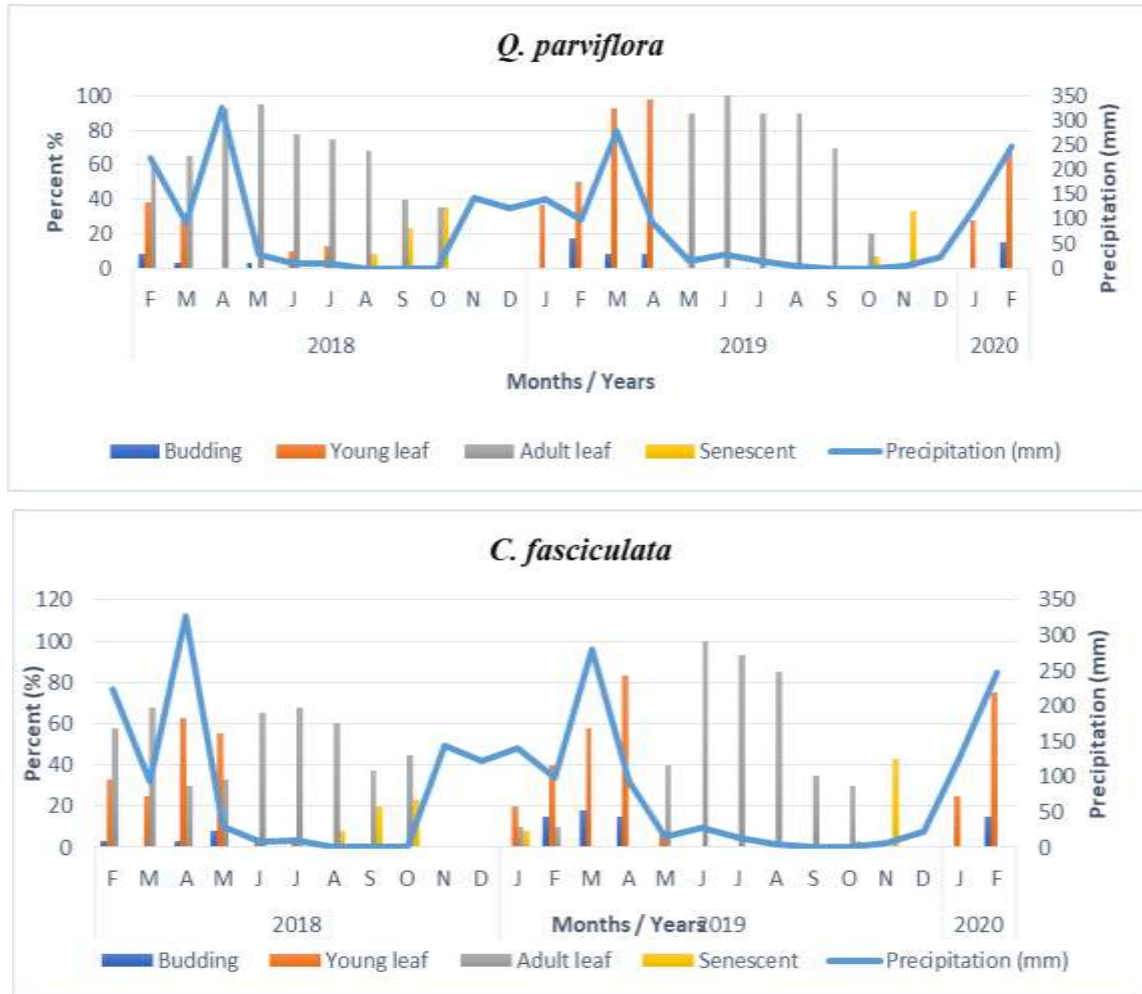 Q. parviflora
Percent %
100
80
60
40
20
0
350
300
250
200
150
100
50
0
Precipitation (mm)
F M A M J J A S O N D J F M A M J J A S O N D J F
2018 2019 2020
Months / Years
Budding Young leaf Adult leaf Senescent Precipitation (mm)
C. fasciculata
Percent (%)
120
100
80
60
40
20
0
350
300
250
200
150
100
50
0
Precipitation (mm)
F M A M J J A S O N D J F M A M J J A S O N D J F
2018 Months / Years 2019 2020
Budding Young leaf Adult leaf Senescent Precipitation (mm)